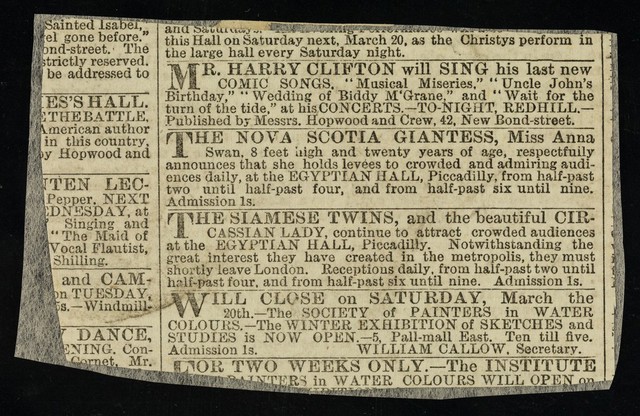 Sainted Isabel,
el gone before,"
ond-street. The
strictly reserved.
be addressed to
ES'S HALL.
THE BATTLE.
American author
in this country.
y Hopwood and
TEN LEC-
Pepper. NEXT
DNESDAY, at
Singing and
"The Maid of
Vocal Flautist,
Shilling.
and CAM-
on TUESDAY,
s.—Windmill-
Y DANCE,
ENING. Con-
Cornet, Mr.
this Hall on Saturday next, March 20, as the Christys perform in
the large hall every Saturday night.
MR. HARRY CLIFTON will SING his last new
COMIC SONGS, "Musical Miseries," "Uncle John's
Birthday," "Wedding of Biddy McGrane," and "Wait for the
turn of the tide," at his CONCERTS.—TO-NIGHT, REDHILL.—
Published by Messrs. Hopwood and Crew, 42, New Bond-street.
THE NOVA SCOTIA GIANTESS, Miss Anna
Swan, 8 feet high and twenty years of age, respectfully
announces that she holds levées to crowded and admiring audi-
ences daily, at the EGYPTIAN HALL, Piccadilly, from half-past
two until half-past four, and from half-past six until nine.
Admission 1s.
THE SIAMESE TWINS, and the beautiful CIR-
CASSIAN LADY, continue to attract crowded audiences
at the EGYPTIAN HALL, Piccadilly. Notwithstanding the
great interest they have created in the metropolis, they must
shortly leave London. Receptions daily, from half-past two until
half-past four, and from half-past six until nine. Admission 1s.
WILL CLOSE on SATURDAY, March the
20th.—The SOCIETY of PAINTERS in WATER
COLOURS.—The WINTER EXHIBITION of SKETCHES and
STUDIES is NOW OPEN.—5, Pall-mall East. Ten till five.
Admission 1s. WILLIAM CALLOW, Secretary.
FOR TWO WEEKS ONLY.—The INSTITUTE
PAINTERS in WATER COLOURS WILL OPEN on